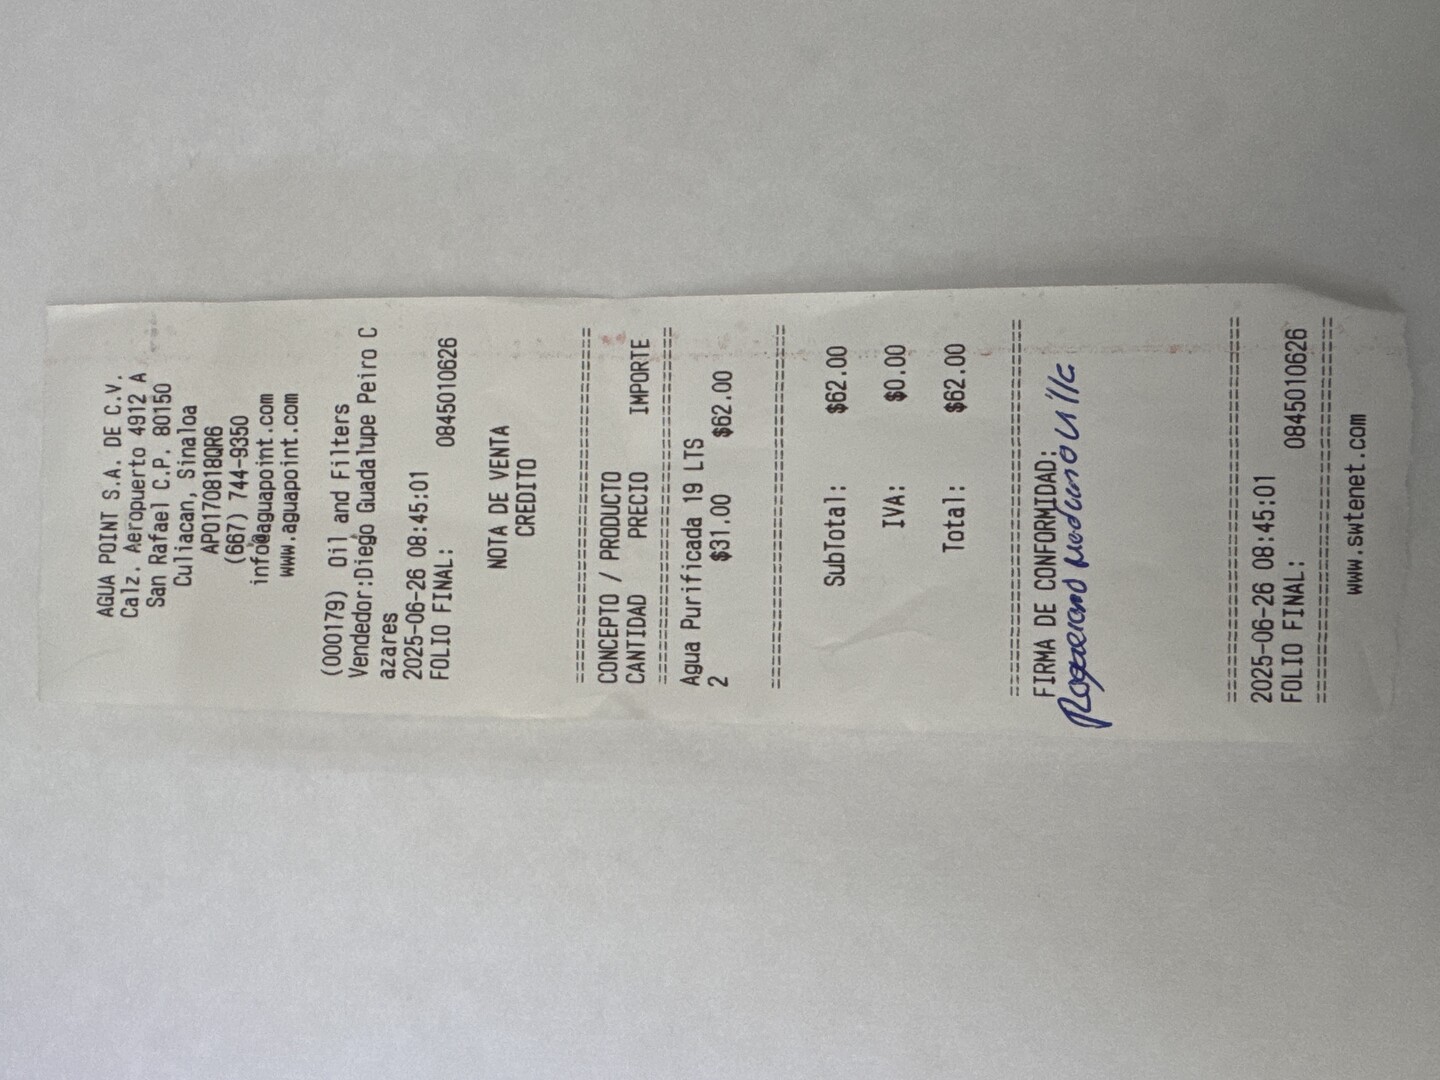 AGUA POINT S.A. DE C.V.
Calz. Aeropuerto 4912 A
San Rafael C.P. 80150
Culiacan, Sinaloa
APO170818QR6
(667) 744-9350
info@aguapoint.com
www.aguapoint.com
(000179) Oil and Filters
Vendedor:Diego Guadalupe Peiro C
azares
2025-06-26 08:45:01
FOLIO FINAL: 0845010626
NOTA DE VENTA
CREDITO
================================
CONCEPTO / PRODUCTO
CANTIDAD PRECIO IMPORTE
================================
Agua Purificada 19 LTS
2 $31.00 $62.00
================================
SubTotal: $62.00
IVA: $0.00
Total: $62.00
================================
FIRMA DE CONFORMIDAD:
================================
2025-06-26 08:45:01
FOLIO FINAL: 0845010626
================================
www.swtenet.com